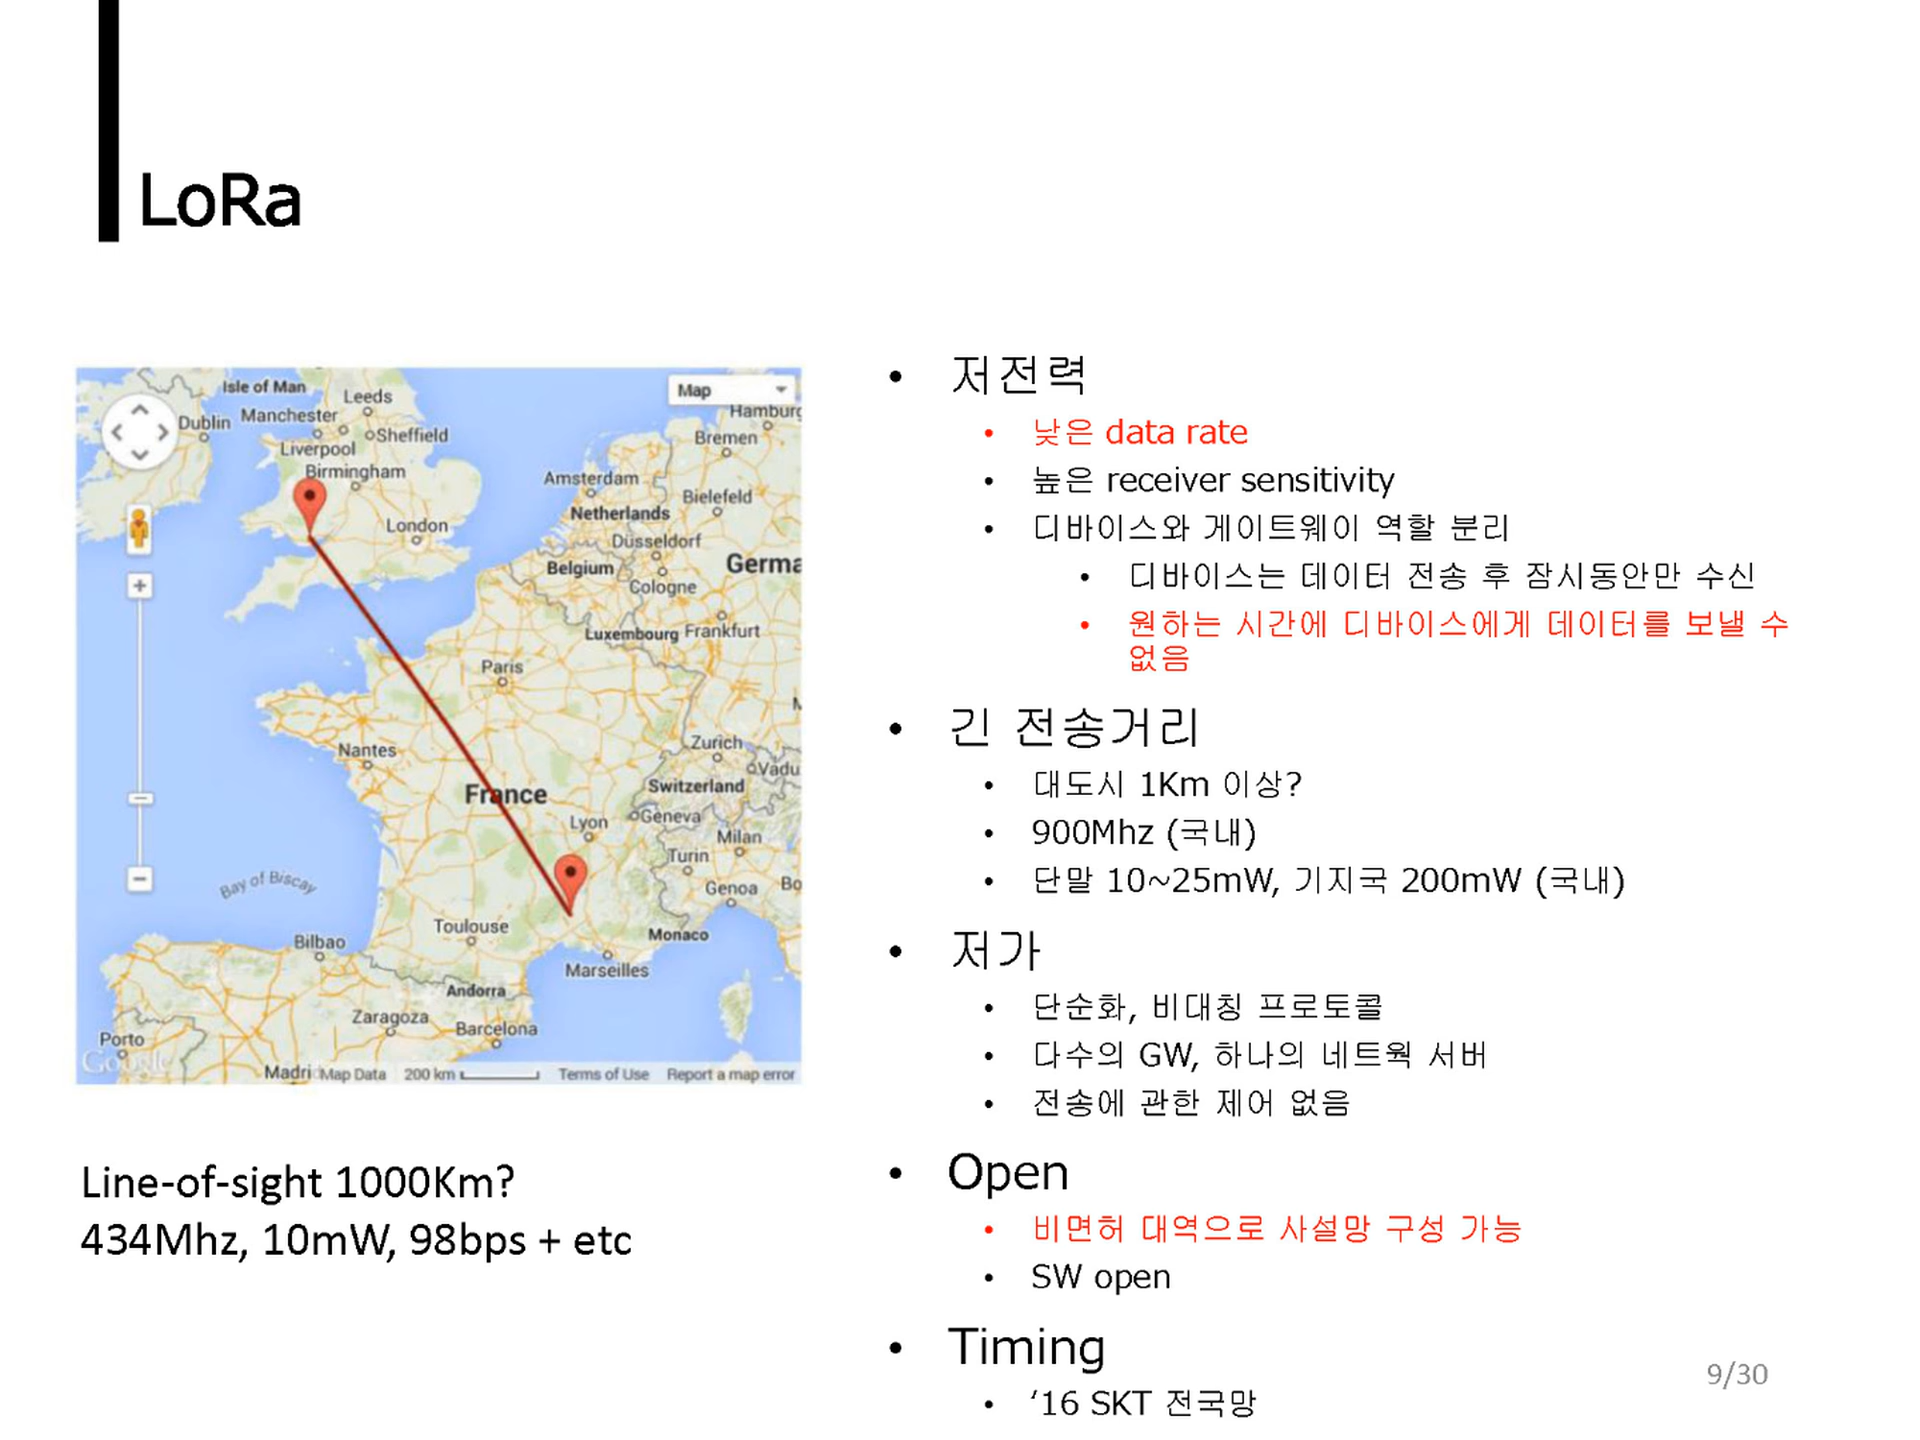 LoRa
Isle of Man
Leeds
Map
Dublin
Manchester
Sheffield
Hamburg
Bremen
Liverpool
Birmingham
Amsterdam
Bielefeld
Netherlands
London
Düsseldorf
Belgium
Germa
Cologne
Luxembourg
Frankfurt
Paris
Nantes
Zurich
Vadu
Switzerland
France
Geneva
Lyon
Milan
Turin
Bay of Biscay
Genoa
Bo
Toulouse
Monaco
Bilbao
Marseilles
Andorra
Zaragoza
Barcelona
Porto
Google
Madri
Map Data
200 km
Terms of Use
Report a map error
Line-of-sight 1000Km?
434Mhz, 10mW, 98bps + etc
• 저전력
• 낮은 data rate
• 높은 receiver sensitivity
• 디바이스와 게이트웨이 역할 분리
• 디바이스는 데이터 전송 후 잠시동안만 수신
• 원하는 시간에 디바이스에게 데이터를 보낼 수
없음
• 긴 전송거리
• 대도시 1Km 이상?
• 900Mhz (국내)
• 단말 10~25mW, 기지국 200mW (국내)
• 저가
• 단순화, 비대칭 프로토콜
• 다수의 GW, 하나의 네트웍 서버
• 전송에 관한 제어 없음
• Open
• 비면허 대역으로 사설망 구성 가능
• SW open
• Timing
• ‘16 SKT 전국망
9/30